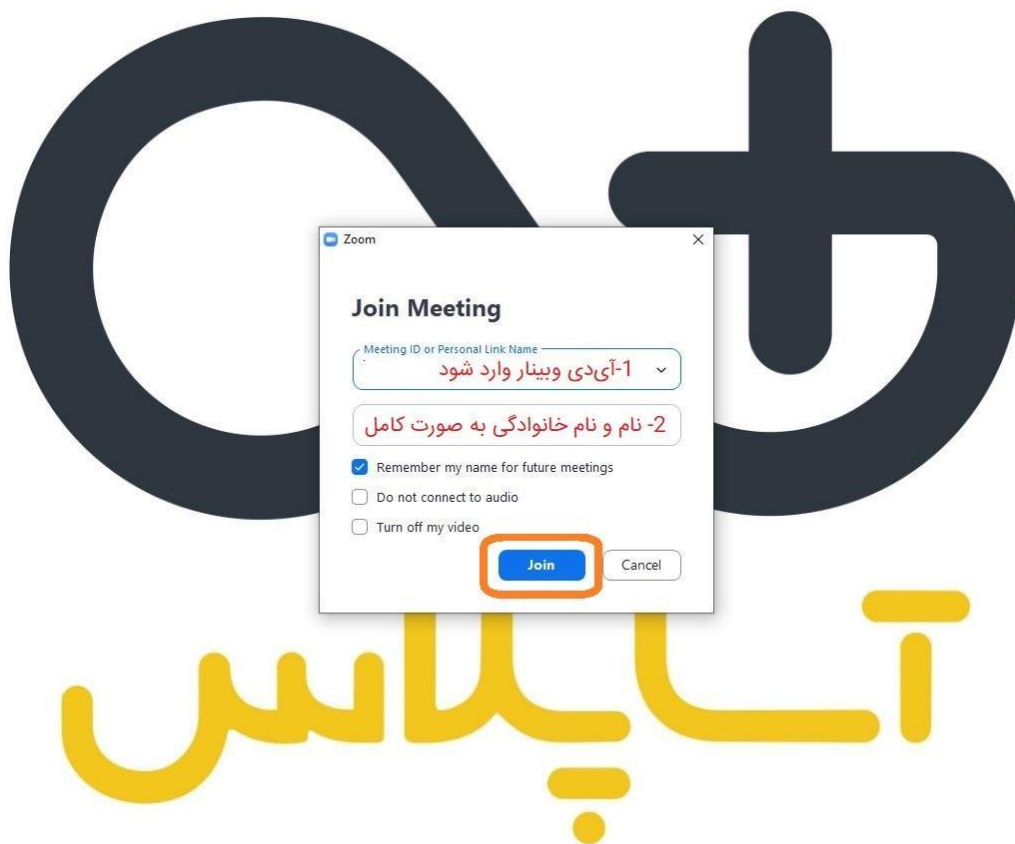 Zoom
Join Meeting
Meeting ID or Personal Link Name
1-آی‌دی وبینار وارد شود
2- نام و نام خانوادگی به صورت کامل
Remember my name for future meetings
Do not connect to audio
Turn off my video
Join
Cancel
آپلاس